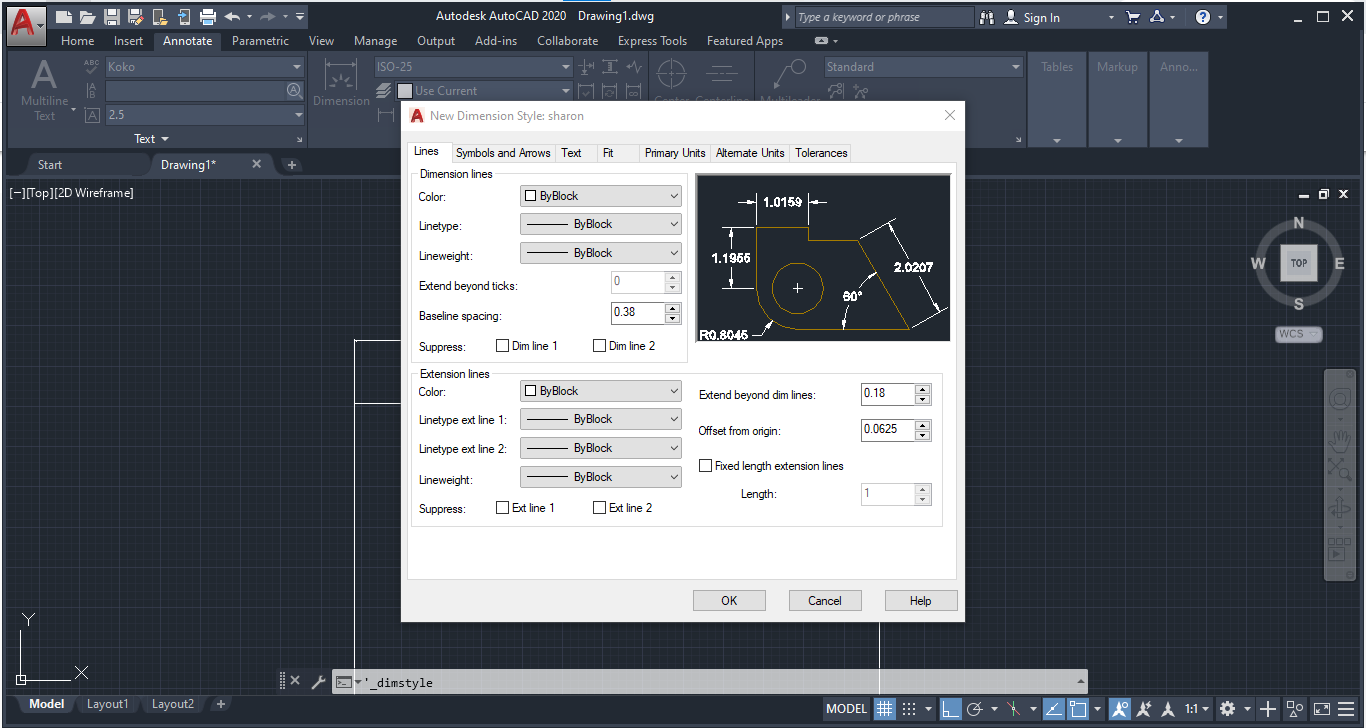 Autodesk AutoCAD 2020 Drawing1.dwg Type a keyword or phrase Sign In
Home Insert Annotate Parametric View Manage Output Add-ins Collaborate Express Tools Featured Apps
Koko ISO-25 Standard Tables Markup Anno...
Use Current
Multiline Text Dimension
2.5
Text
New Dimension Style: sharon
Lines Symbols and Arrows Text Fit Primary Units Alternate Units Tolerances
Start Drawing1*
[−][Top][2D Wireframe]
Dimension lines
Color: ByBlock
Linetype: ByBlock
Lineweight: ByBlock
Extend beyond ticks: 0
Baseline spacing: 0.38
Suppress: Dim line 1 Dim line 2
1.0159
1.1956
2.0207
60°
R0.8045
Extension lines
Color: ByBlock
Linetype ext line 1: ByBlock
Linetype ext line 2: ByBlock
Lineweight: ByBlock
Suppress: Ext line 1 Ext line 2
Extend beyond dim lines: 0.18
Offset from origin: 0.0625
Fixed length extension lines
Length: 1
OK Cancel Help
N
W TOP E
S
WCS
Y
X
'_dimstyle
Model Layout1 Layout2
MODEL 1:1